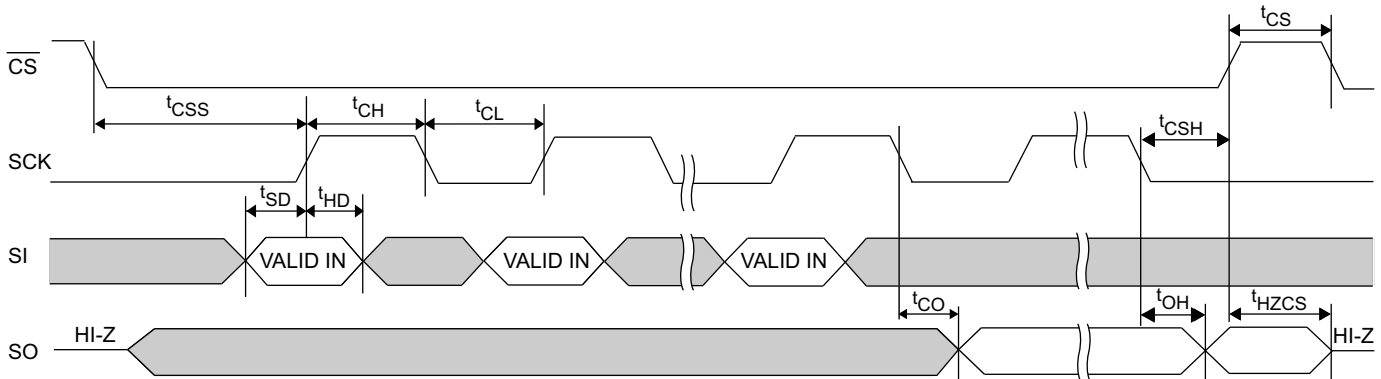 tCS
CS
tCSS
tCH
tCL
tCSH
SCK
tSD
tHD
SI
VALID IN
VALID IN
VALID IN
tCO
tOH
tHZCS
HI-Z
HI-Z
SO